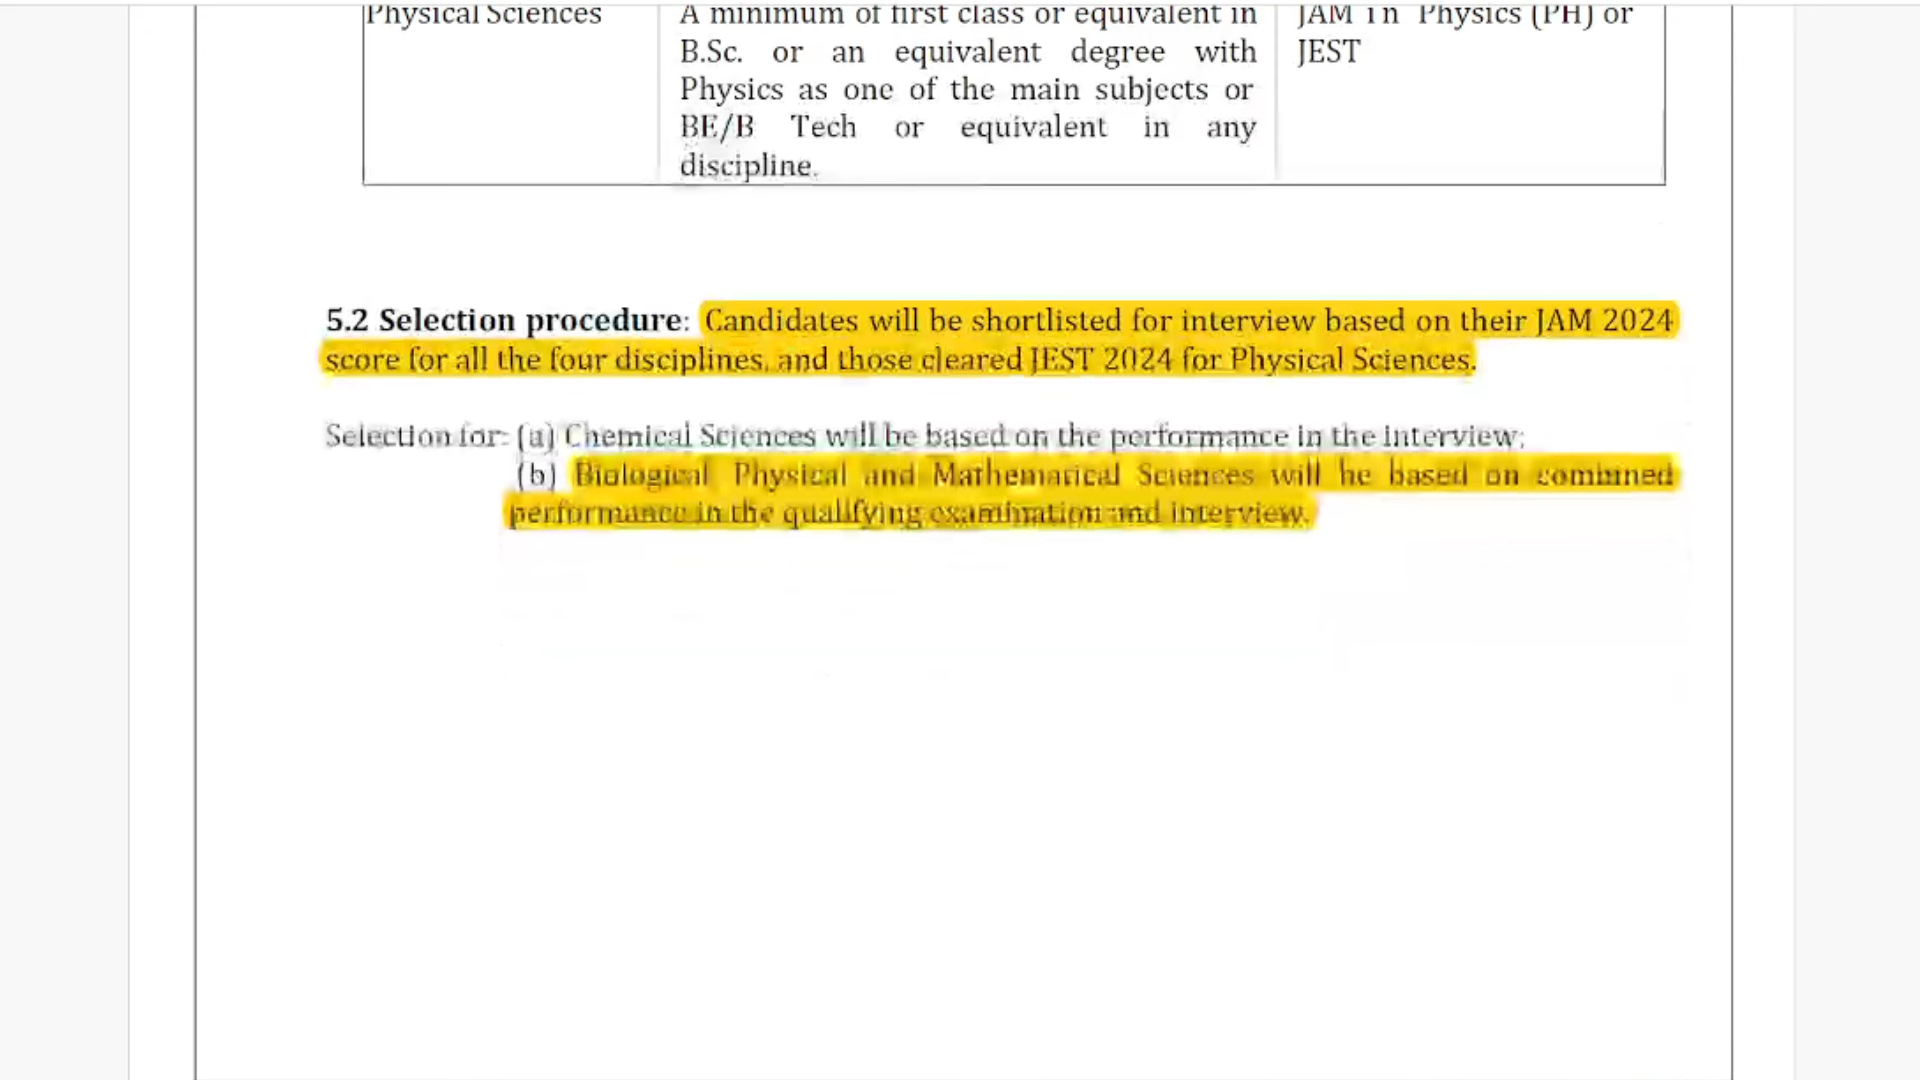 Physical Sciences
A minimum of first class or equivalent in
B.Sc. or an equivalent degree with
Physics as one of the main subjects or
BE/B Tech or equivalent in any
discipline.
JAM in Physics (PH) or
JEST
5.2 Selection procedure: Candidates will be shortlisted for interview based on their JAM 2024
score for all the four disciplines, and those cleared JEST 2024 for Physical Sciences.
Selection for: (a) Chemical Sciences will be based on the performance in the interview;
(b) Biological Physical and Mathematical Sciences will be based on combined
performance in the qualifying examination and interview.